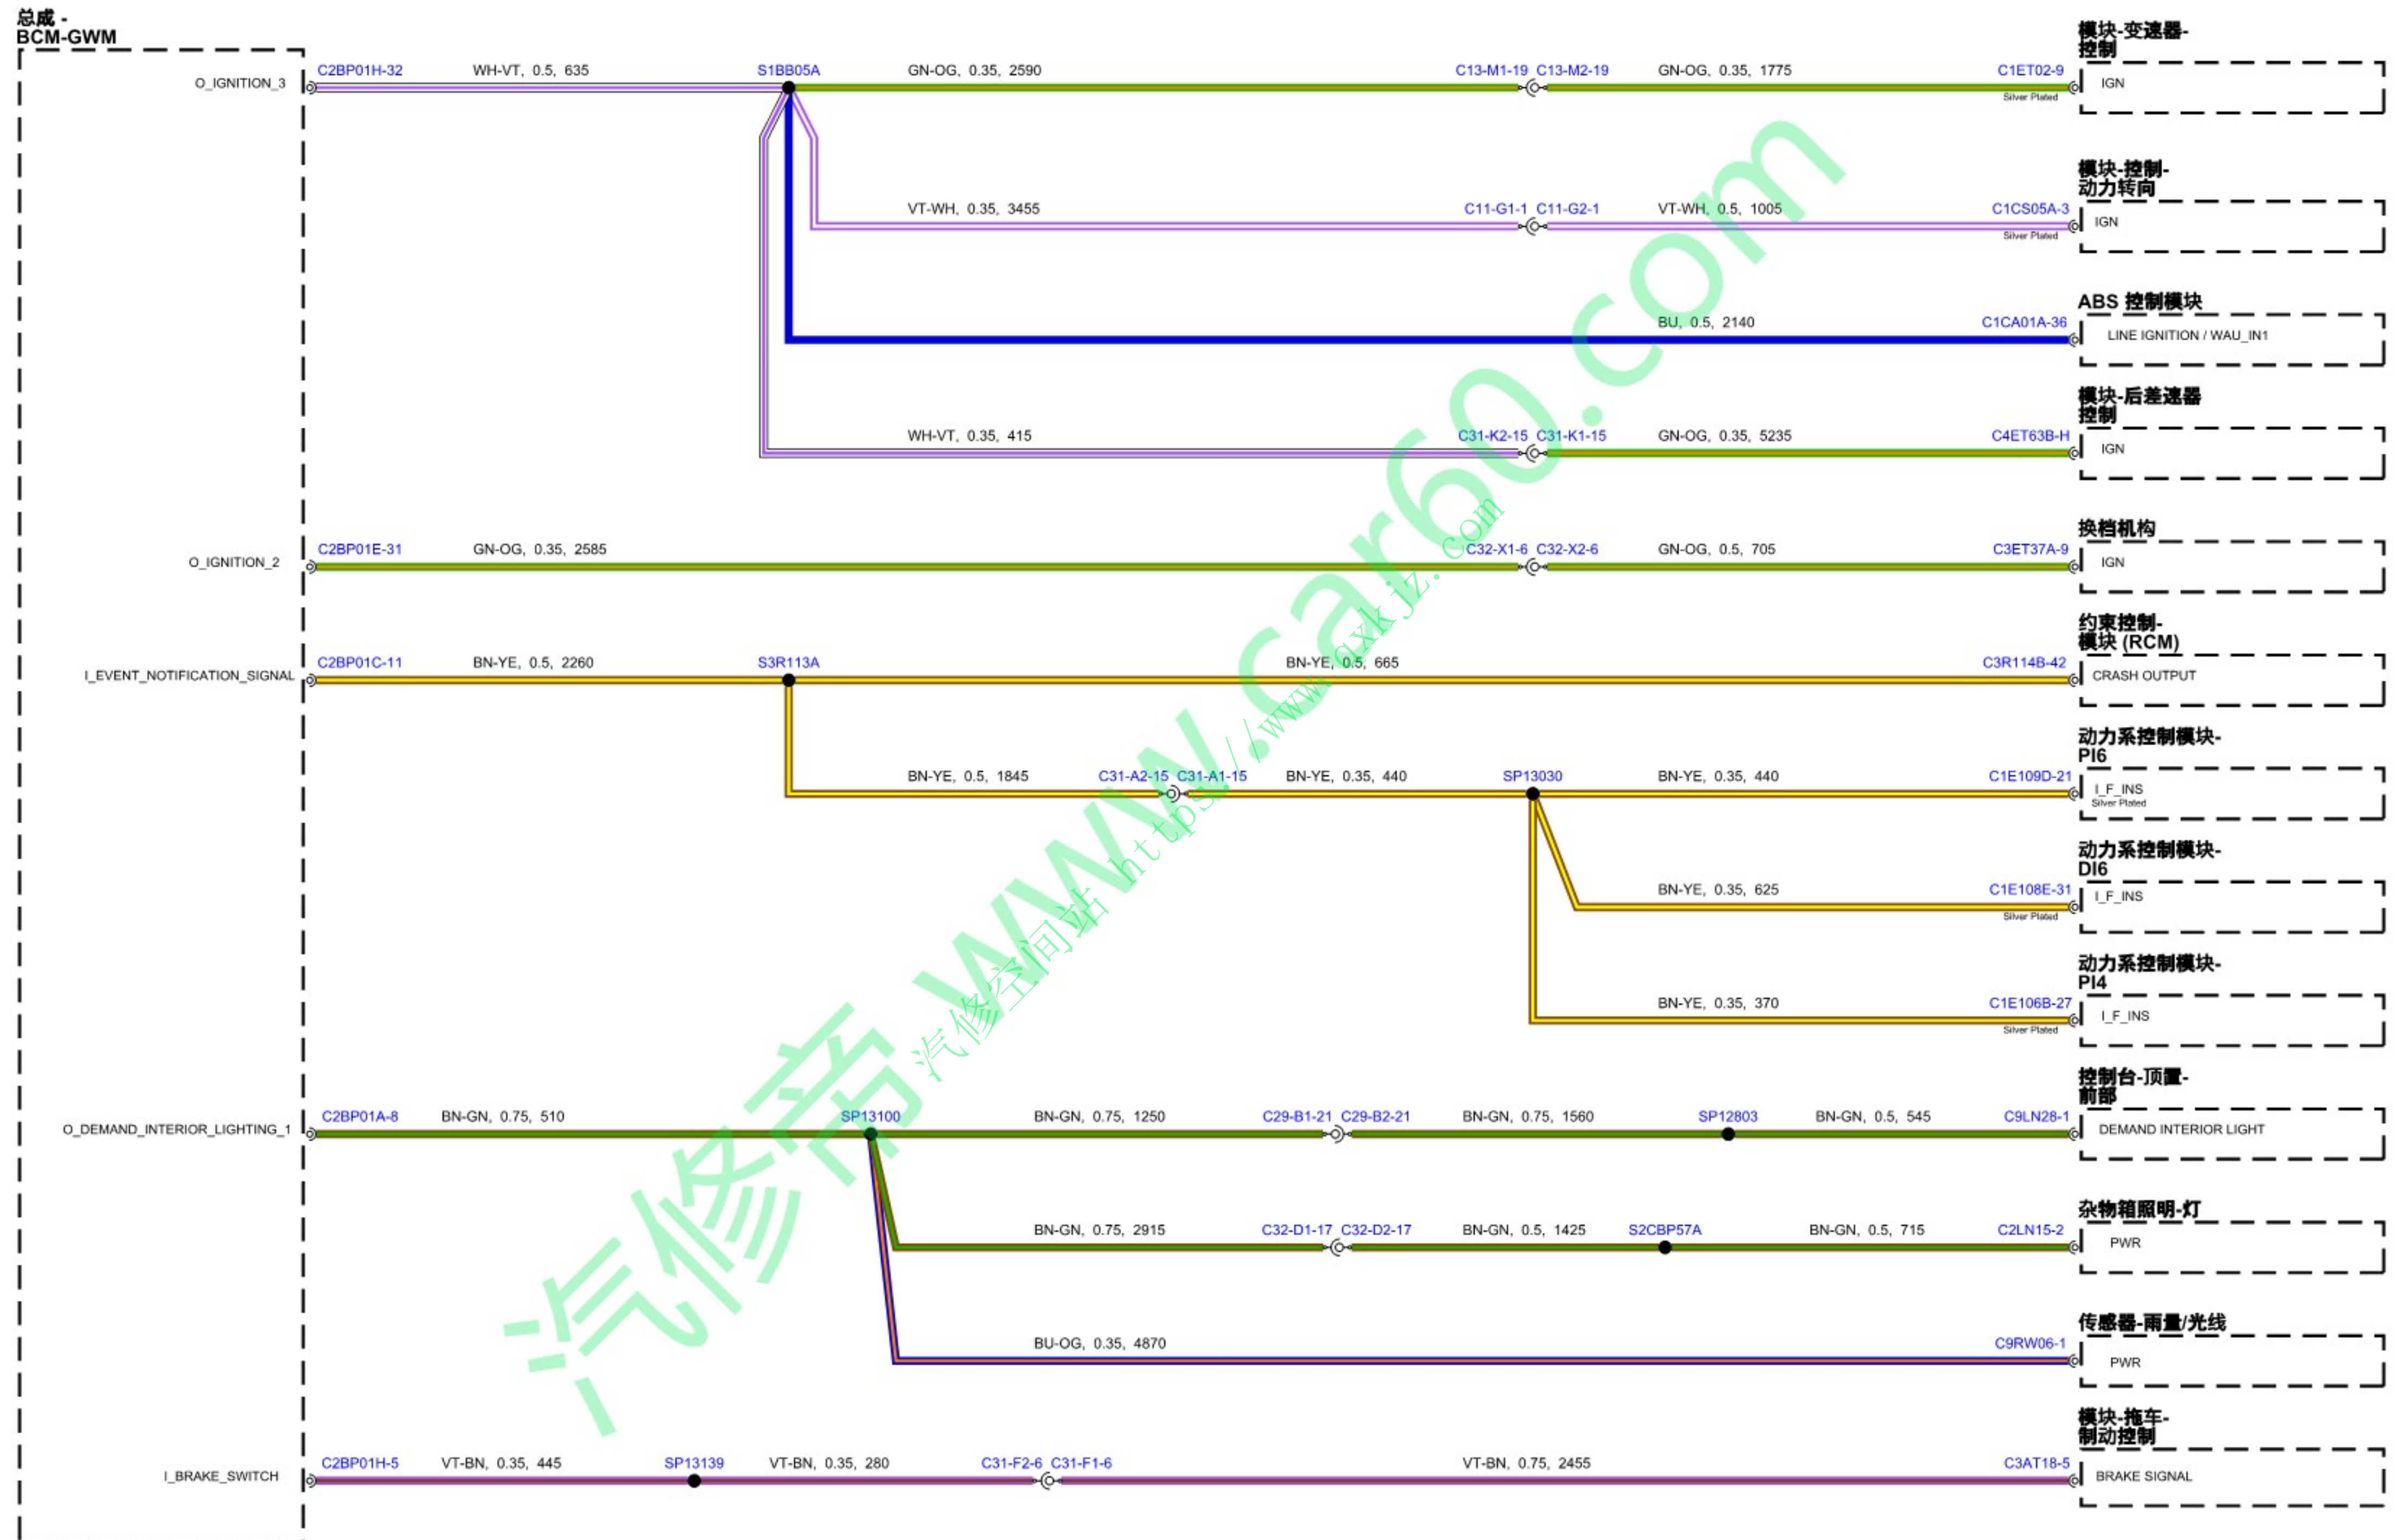 总成 -
BCM-GWM
O_IGNITION_3
C2BP01H-32
WH-VT, 0.5, 635
S1BB05A
GN-OG, 0.35, 2590
C13-M1-19 C13-M2-19
GN-OG, 0.35, 1775
C1ET02-9
Silver Plated
模块-变速器-
控制
IGN
VT-WH, 0.35, 3455
C11-G1-1 C11-G2-1
VT-WH, 0.5, 1005
C1CS05A-3
Silver Plated
模块-控制-
动力转向
IGN
BU, 0.5, 2140
C1CA01A-36
ABS 控制模块
LINE IGNITION / WAU_IN1
WH-VT, 0.35, 415
C31-K2-15 C31-K1-15
GN-OG, 0.35, 5235
C4ET63B-H
模块-后差速器
控制
IGN
O_IGNITION_2
C2BP01E-31
GN-OG, 0.35, 2585
C32-X1-6 C32-X2-6
GN-OG, 0.5, 705
C3ET37A-9
换档机构
IGN
I_EVENT_NOTIFICATION_SIGNAL
C2BP01C-11
BN-YE, 0.5, 2260
S3R113A
BN-YE, 0.5, 665
C3R114B-42
约束控制-
模块 (RCM)
CRASH OUTPUT
BN-YE, 0.5, 1845
C31-A2-15 C31-A1-15
BN-YE, 0.35, 440
SP13030
BN-YE, 0.35, 440
C1E109D-21
动力系控制模块-
PI6
I_F_INS
Silver Plated
BN-YE, 0.35, 625
C1E108E-31
Silver Plated
动力系控制模块-
DI6
I_F_INS
BN-YE, 0.35, 370
C1E106B-27
Silver Plated
动力系控制模块-
PI4
I_F_INS
O_DEMAND_INTERIOR_LIGHTING_1
C2BP01A-8
BN-GN, 0.75, 510
SP13100
BN-GN, 0.75, 1250
C29-B1-21 C29-B2-21
BN-GN, 0.75, 1560
SP12803
BN-GN, 0.5, 545
C9LN28-1
控制台-顶置-
前部
DEMAND INTERIOR LIGHT
BN-GN, 0.75, 2915
C32-D1-17 C32-D2-17
BN-GN, 0.5, 1425
S2CBP57A
BN-GN, 0.5, 715
C2LN15-2
杂物箱照明-灯
PWR
BU-OG, 0.35, 4870
C9RW06-1
传感器-雨量/光线
PWR
I_BRAKE_SWITCH
C2BP01H-5
VT-BN, 0.35, 445
SP13139
VT-BN, 0.35, 280
C31-F2-6 C31-F1-6
VT-BN, 0.75, 2455
C3AT18-5
模块-拖车-
制动控制
BRAKE SIGNAL
汽修帝 www.car60.com
汽修空间站 https://www.qxkjz.com